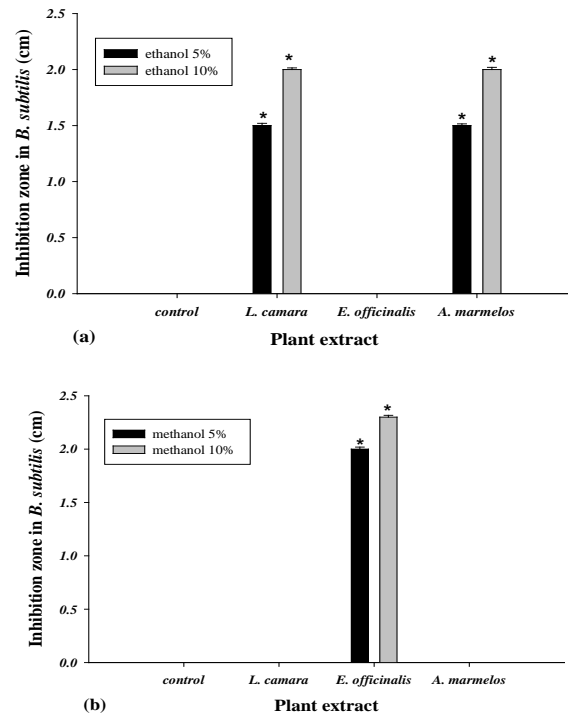 2.5
2.0
1.5
1.0
0.5
0.0
Inhibition zone in B. subtilis (cm)
ethanol 5%
ethanol 10%
* * * *
control L. camara E. officinalis A. marmelos
(a) Plant extract
2.5
2.0
1.5
1.0
0.5
0.0
Inhibition zone in B. subtilis (cm)
methanol 5%
methanol 10%
* *
control L. camara E. officinalis A. marmelos
(b) Plant extract